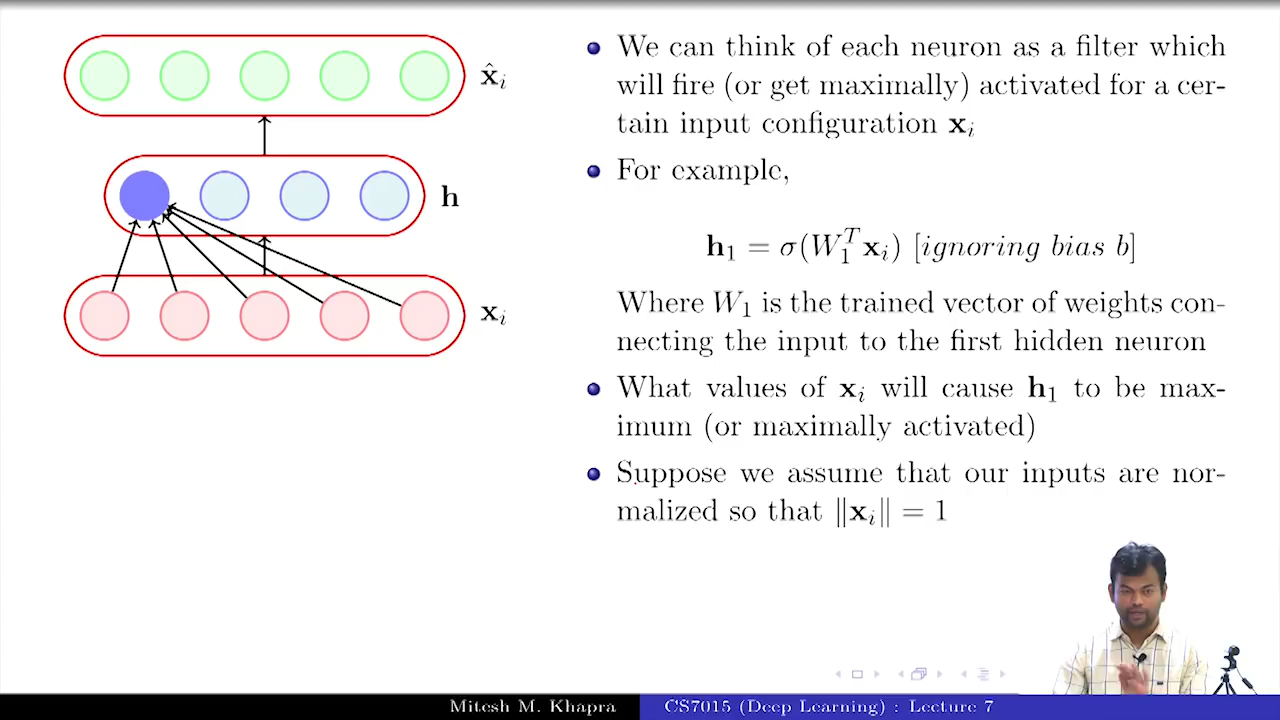 x̂ᵢ
h
xᵢ
We can think of each neuron as a filter which
will fire (or get maximally) activated for a cer-
tain input configuration xᵢ
For example,
h₁ = σ(W₁ᵀxᵢ) [ignoring bias b]
Where W₁ is the trained vector of weights con-
necting the input to the first hidden neuron
What values of xᵢ will cause h₁ to be max-
imum (or maximally activated)
Suppose we assume that our inputs are nor-
malized so that ‖xᵢ‖ = 1
Mitesh M. Khapra
CS7015 (Deep Learning) : Lecture 7